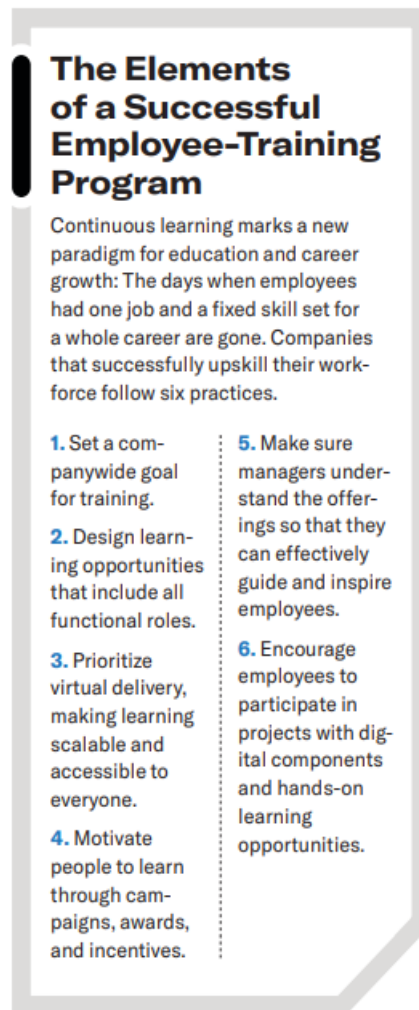 The Elements
of a Successful
Employee-Training
Program
Continuous learning marks a new
paradigm for education and career
growth: The days when employees
had one job and a fixed skill set for
a whole career are gone. Companies
that successfully upskill their work-
force follow six practices.
1. Set a com-
panywide goal
for training.
2. Design learn-
ing opportunities
that include all
functional roles.
3. Prioritize
virtual delivery,
making learning
scalable and
accessible to
everyone.
4. Motivate
people to learn
through cam-
paigns, awards,
and incentives.
5. Make sure
managers under-
stand the offer-
ings so that they
can effectively
guide and inspire
employees.
6. Encourage
employees to
participate in
projects with dig-
ital components
and hands-on
learning
opportunities.